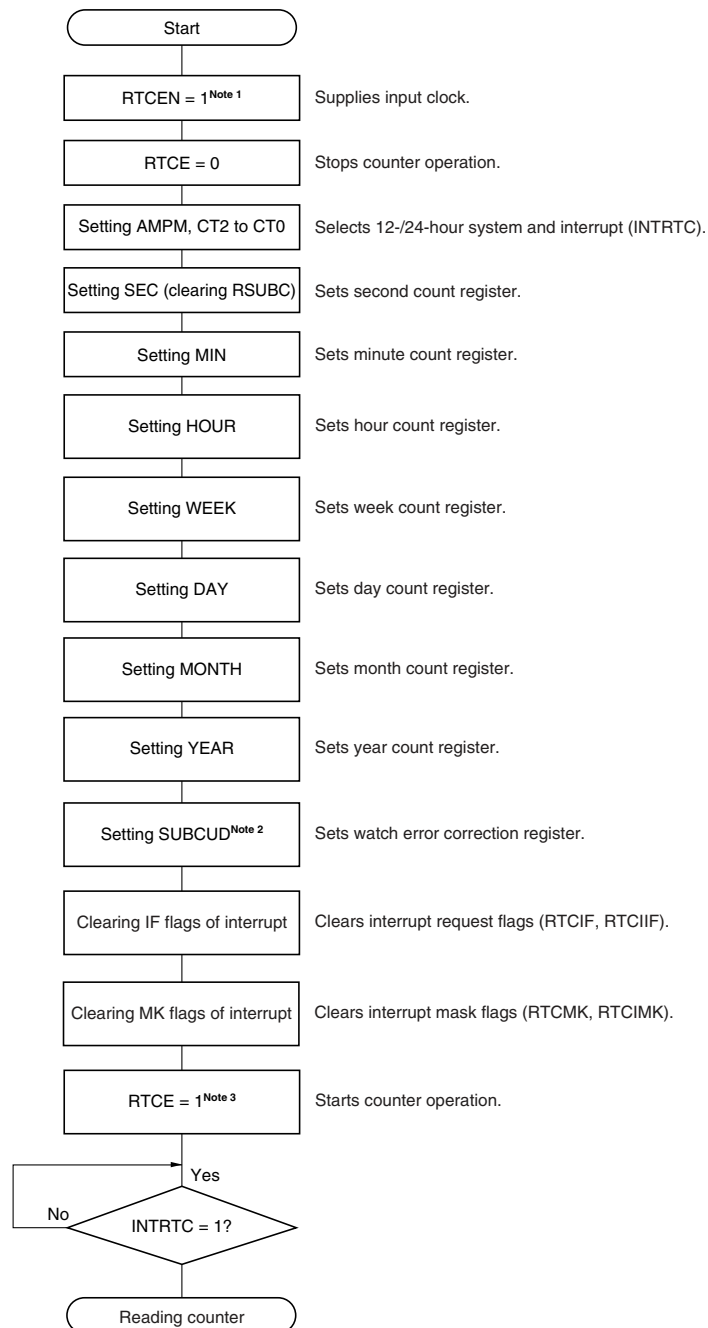 Start
RTCEN = 1Note 1
Supplies input clock.
RTCE = 0
Stops counter operation.
Setting AMPM, CT2 to CT0
Selects 12-/24-hour system and interrupt (INTRTC).
Setting SEC (clearing RSUBC)
Sets second count register.
Setting MIN
Sets minute count register.
Setting HOUR
Sets hour count register.
Setting WEEK
Sets week count register.
Setting DAY
Sets day count register.
Setting MONTH
Sets month count register.
Setting YEAR
Sets year count register.
Setting SUBCUDNote 2
Sets watch error correction register.
Clearing IF flags of interrupt
Clears interrupt request flags (RTCIF, RTCIIF).
Clearing MK flags of interrupt
Clears interrupt mask flags (RTCMK, RTCIMK).
RTCE = 1Note 3
Starts counter operation.
Yes
No
INTRTC = 1?
Reading counter